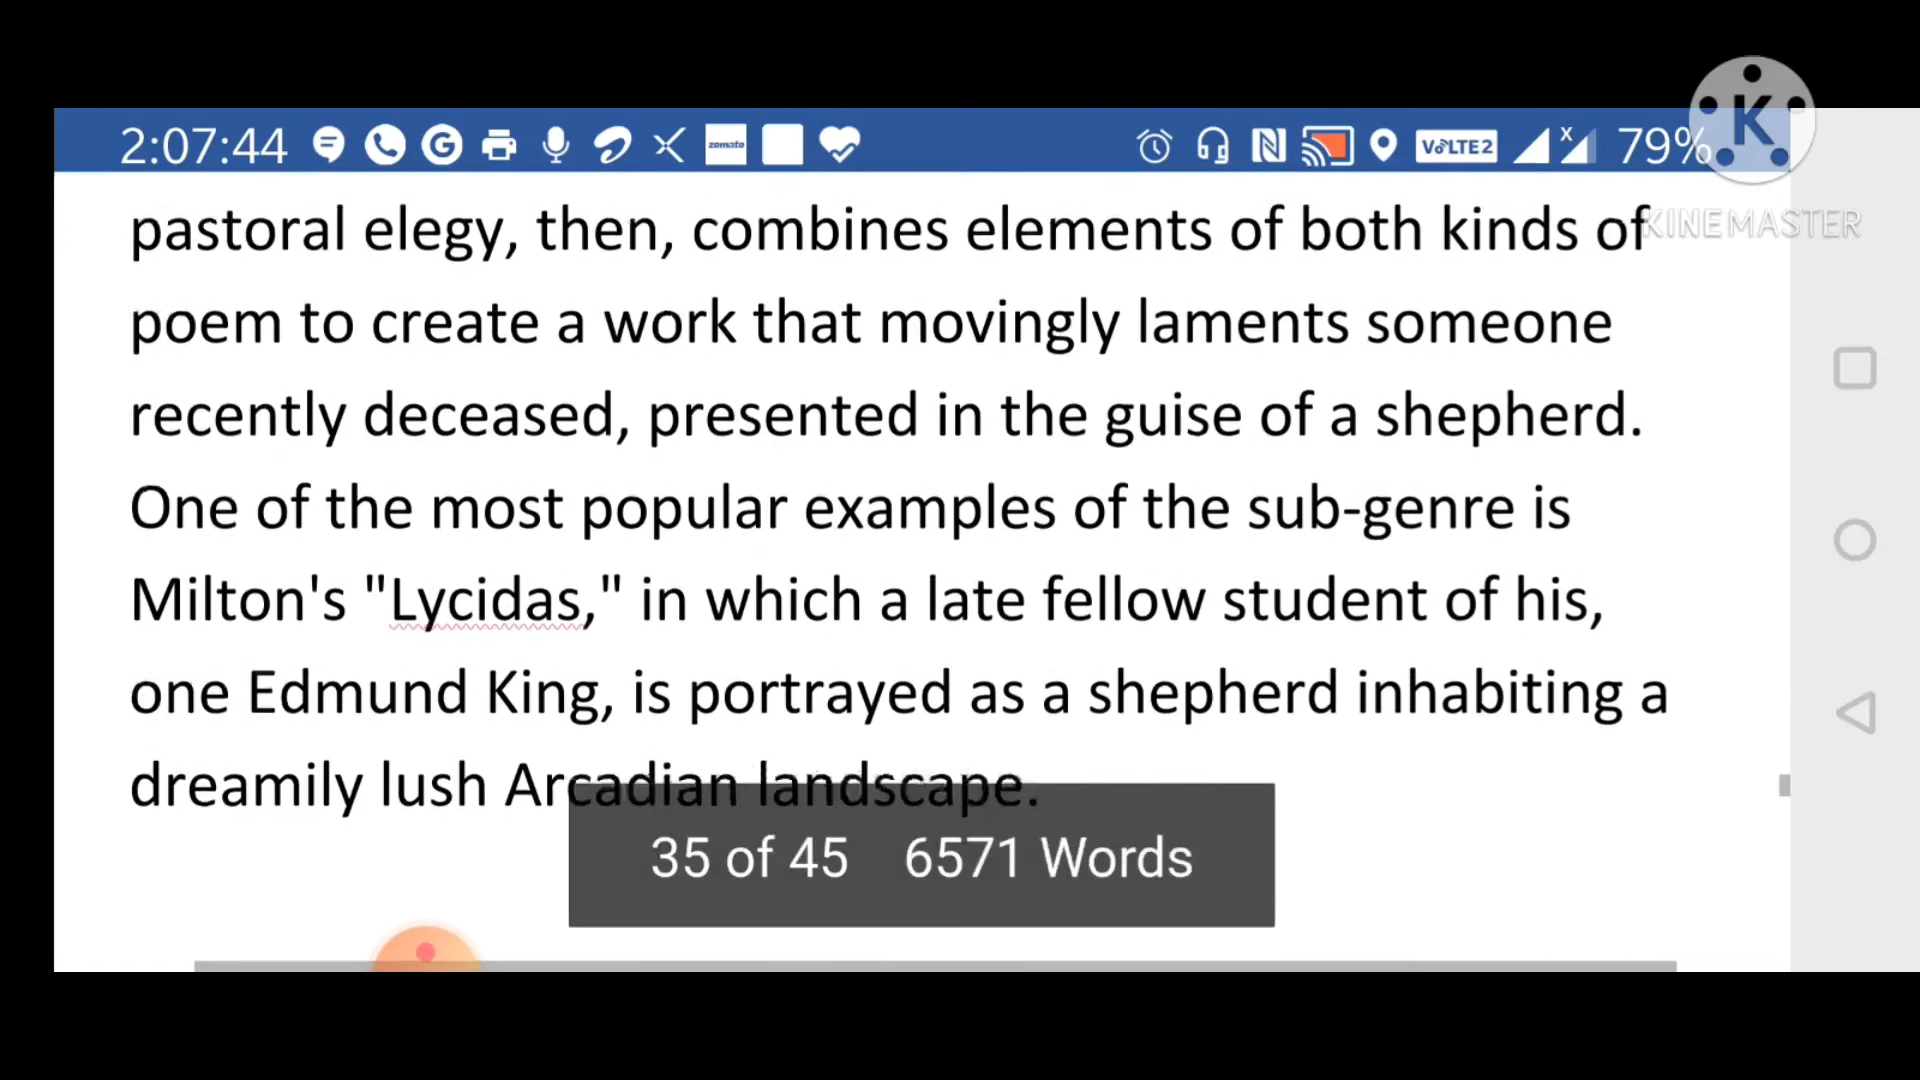 2:07:44 G zomato N VoLTE2 x 79% K
KINEMASTER
pastoral elegy, then, combines elements of both kinds of
poem to create a work that movingly laments someone
recently deceased, presented in the guise of a shepherd.
One of the most popular examples of the sub-genre is
Milton's "Lycidas," in which a late fellow student of his,
one Edmund King, is portrayed as a shepherd inhabiting a
dreamily lush Arcadian landscape.
35 of 45 6571 Words